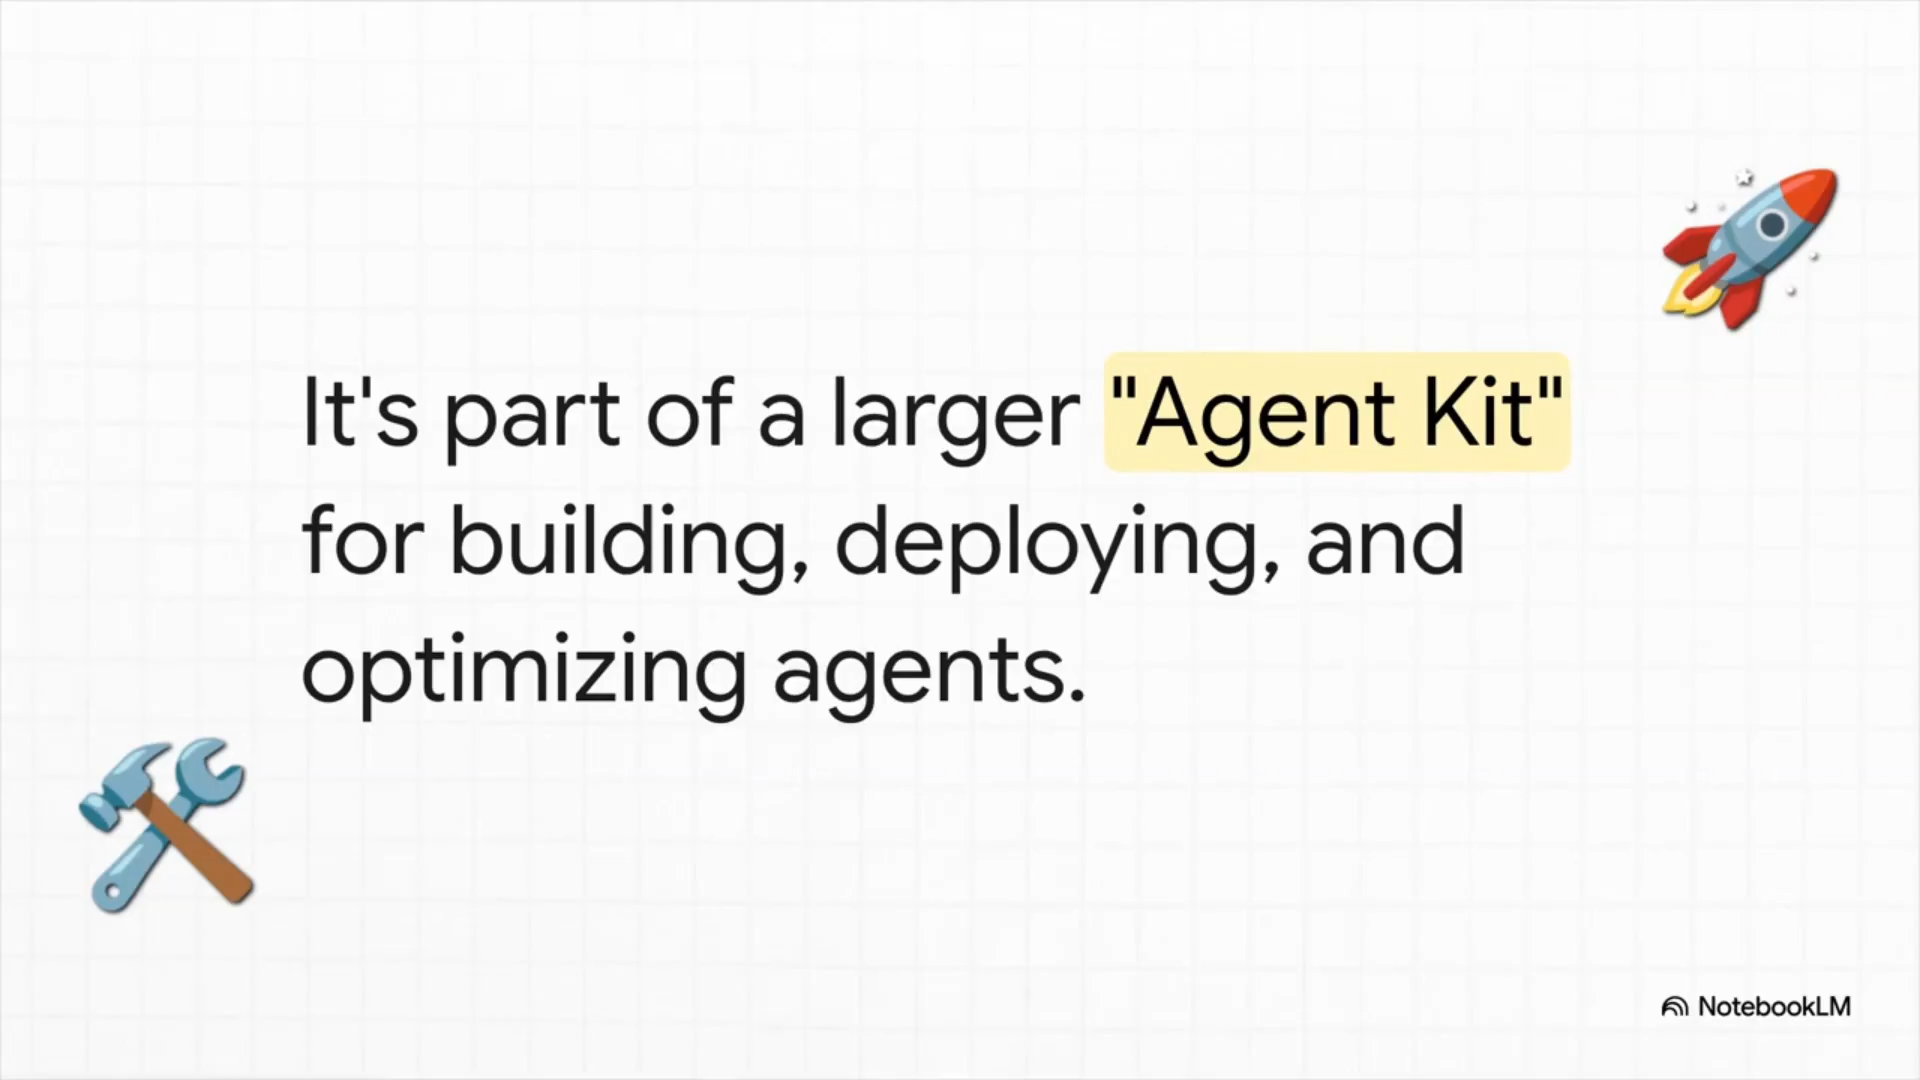 It's part of a larger "Agent Kit"
for building, deploying, and
optimizing agents.
NotebookLM